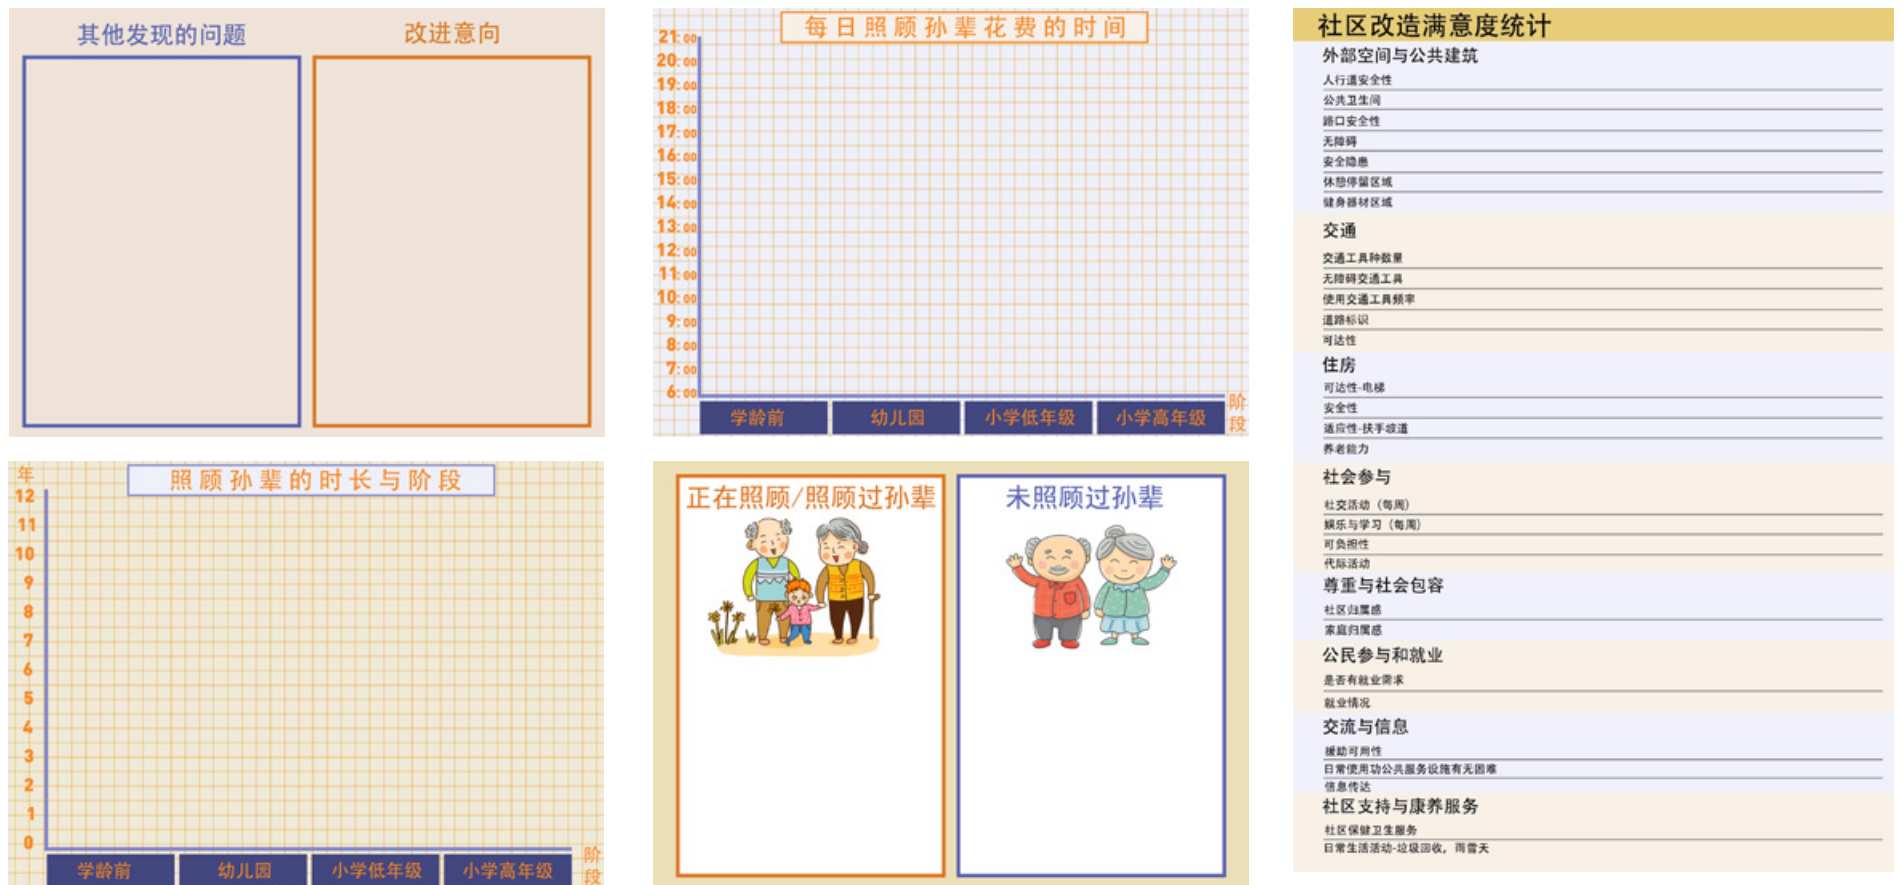 其他发现的问题
改进意向
每日照顾孙辈花费的时间
21:00
20:00
19:00
18:00
17:00
16:00
15:00
14:00
13:00
12:00
11:00
10:00
9:00
8:00
7:00
6:00
学龄前
幼儿园
小学低年级
小学高年级
阶段
照顾孙辈的时长与阶段
年
12
11
10
9
8
7
6
5
4
3
2
1
0
学龄前
幼儿园
小学低年级
小学高年级
阶段
正在照顾/照顾过孙辈
未照顾过孙辈
社区改造满意度统计
外部空间与公共建筑
人行道安全性
公共卫生间
路口安全性
无障碍
安全隐患
休憩停留区域
健身器材区域
交通
交通工具种数量
无障碍交通工具
使用交通工具频率
道路标识
可达性
住房
可达性-电梯
安全性
适应性-扶手坡道
养老能力
社会参与
社交活动（每周）
娱乐与学习（每周）
可负担性
代际活动
尊重与社会包容
社区归属感
家庭归属感
公民参与和就业
是否有就业需求
就业情况
交流与信息
援助可用性
日常使用功公共服务设施有无困难
信息传达
社区支持与康养服务
社区保健卫生服务
日常生活活动-垃圾回收，雨雪天